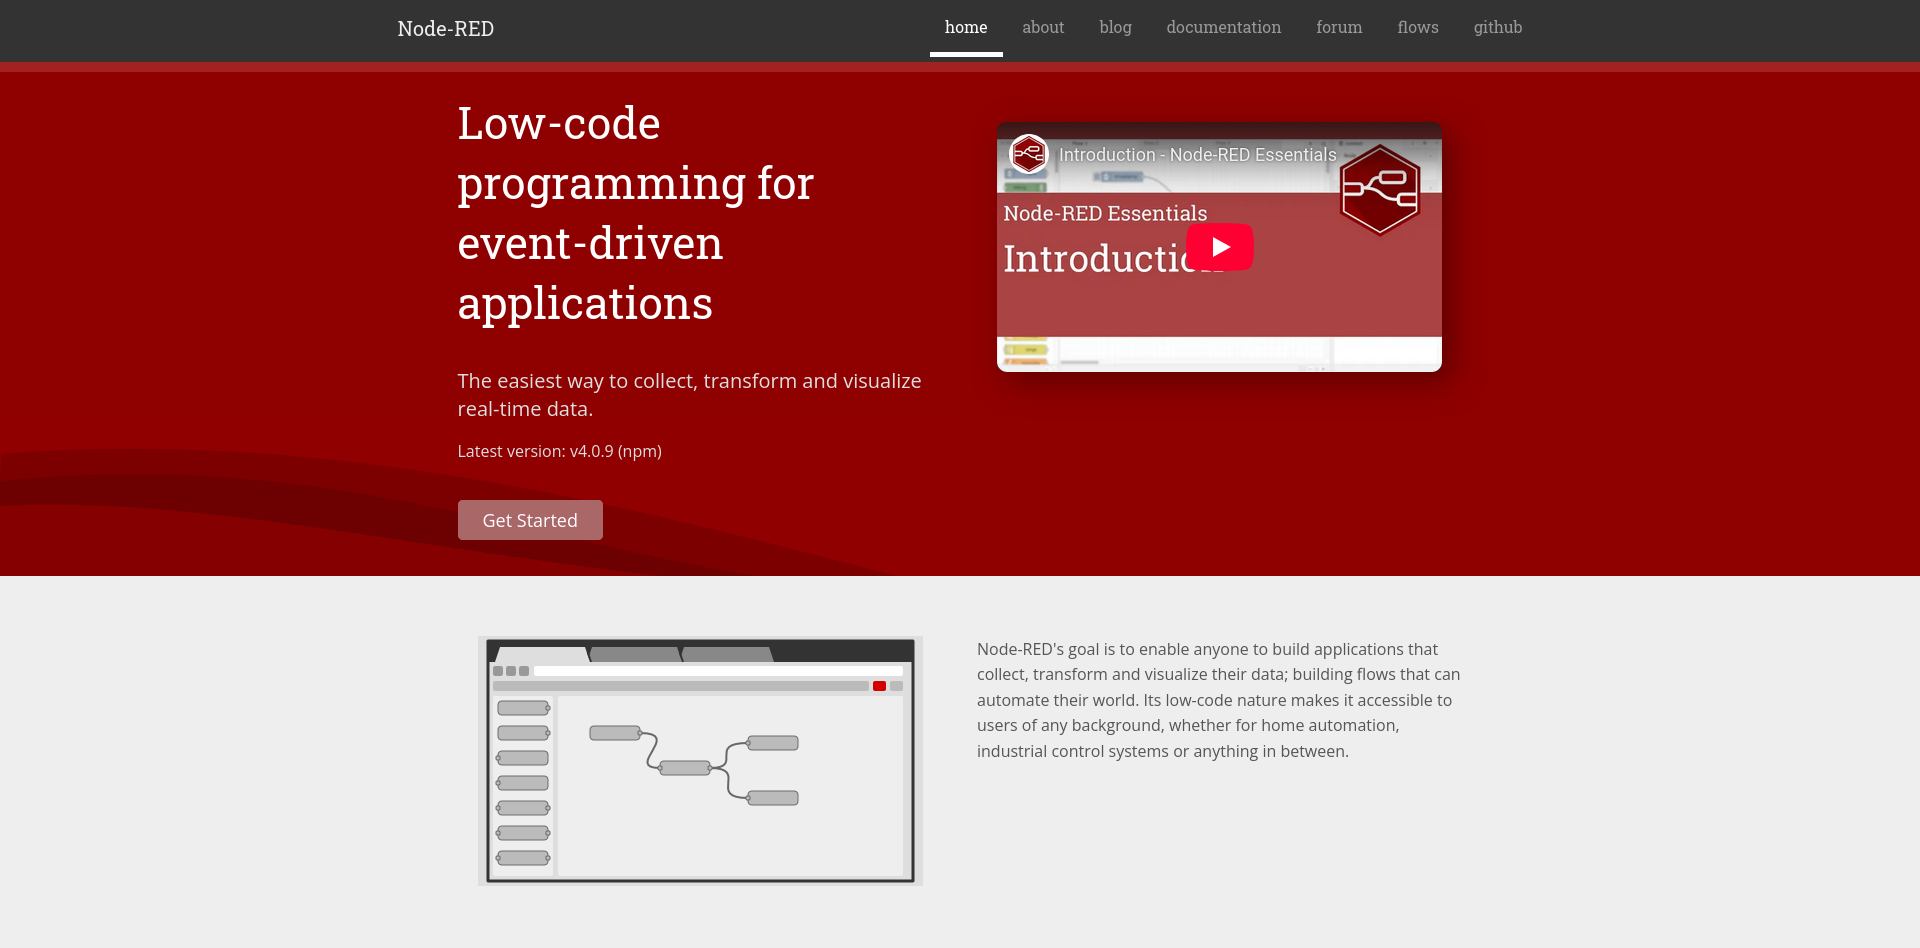 Node-RED
home
about
blog
documentation
forum
flows
github
Low-code
programming for
event-driven
applications
The easiest way to collect, transform and visualize
real-time data.
Latest version: v4.0.9 (npm)
Get Started
Introduction - Node-RED Essentials
Node-RED Essentials
Node-RED's goal is to enable anyone to build applications that
collect, transform and visualize their data; building flows that can
automate their world. Its low-code nature makes it accessible to
users of any background, whether for home automation,
industrial control systems or anything in between.